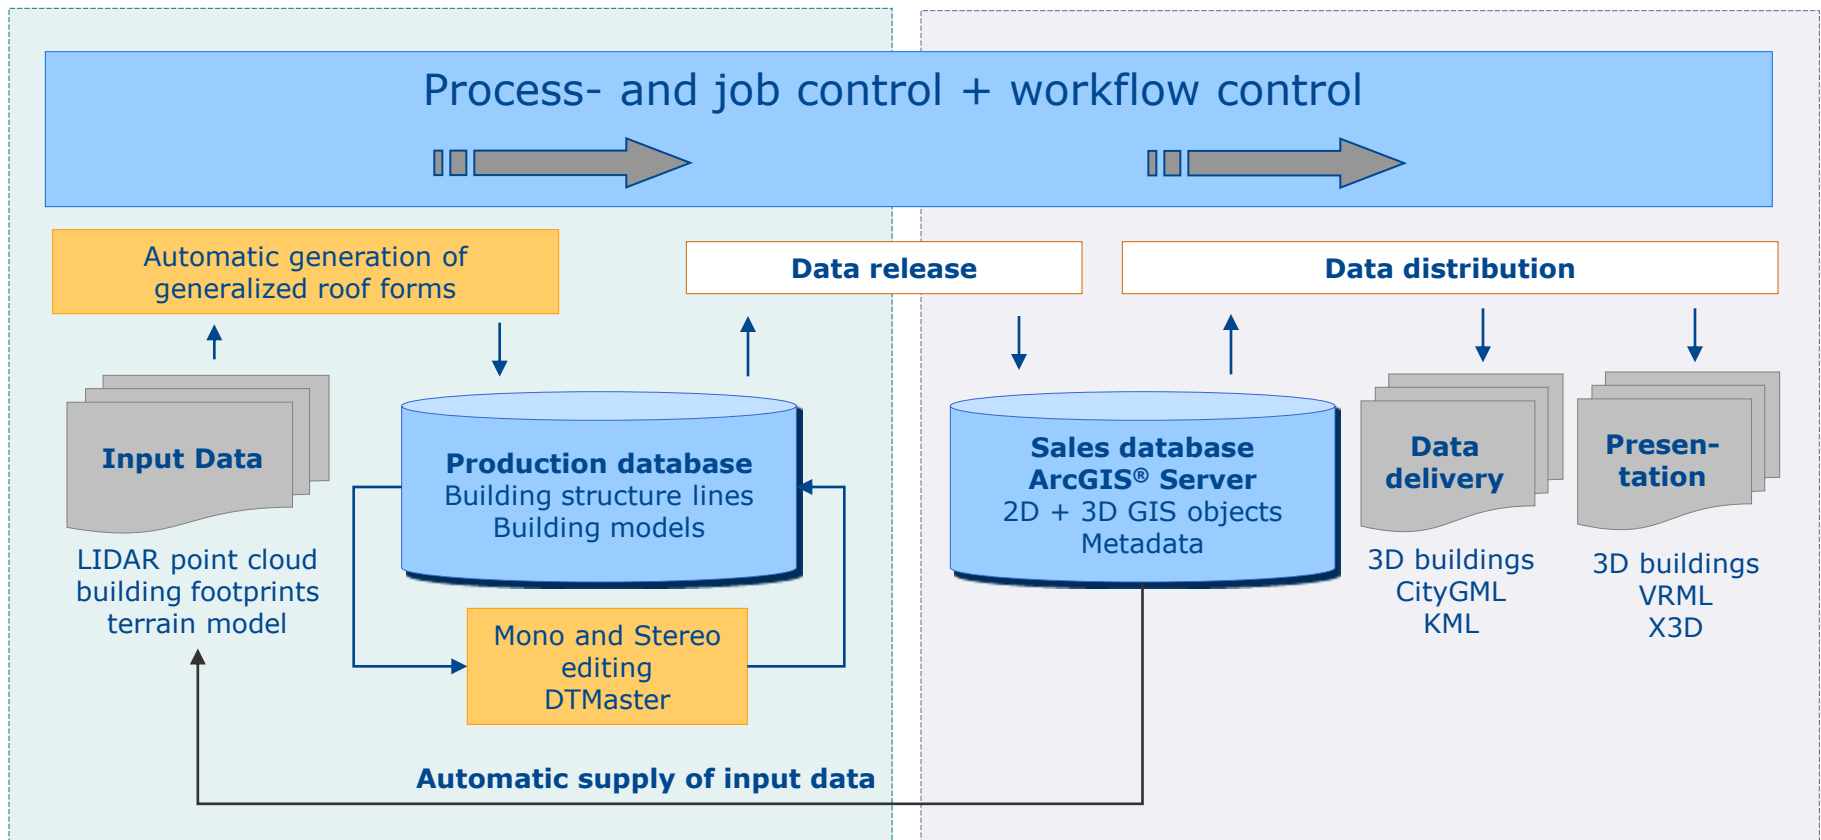 Process- and job control + workflow control
Automatic generation of
generalized roof forms
Data release
Data distribution
Input Data
LIDAR point cloud
building footprints
terrain model
Production database
Building structure lines
Building models
Mono and Stereo
editing
DTMaster
Sales database
ArcGIS® Server
2D + 3D GIS objects
Metadata
Data
delivery
3D buildings
CityGML
KML
Presen-
tation
3D buildings
VRML
X3D
Automatic supply of input data